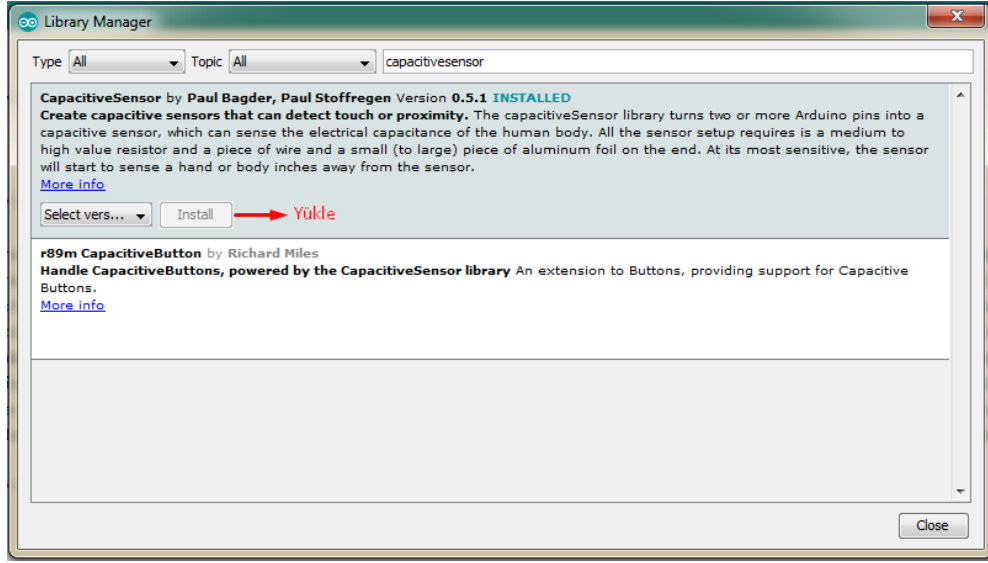 Library Manager
Type All Topic All capacitivesensor
CapacitiveSensor by Paul Bagder, Paul Stoffregen Version 0.5.1 INSTALLED
Create capacitive sensors that can detect touch or proximity. The capacitiveSensor library turns two or more Arduino pins into a
capacitive sensor, which can sense the electrical capacitance of the human body. All the sensor setup requires is a medium to
high value resistor and a piece of wire and a small (to large) piece of aluminum foil on the end. At its most sensitive, the sensor
will start to sense a hand or body inches away from the sensor.
More info
Select vers... Install Yükle
r89m CapacitiveButton by Richard Miles
Handle CapacitiveButtons, powered by the CapacitiveSensor library An extension to Buttons, providing support for Capacitive
Buttons.
More info
Close